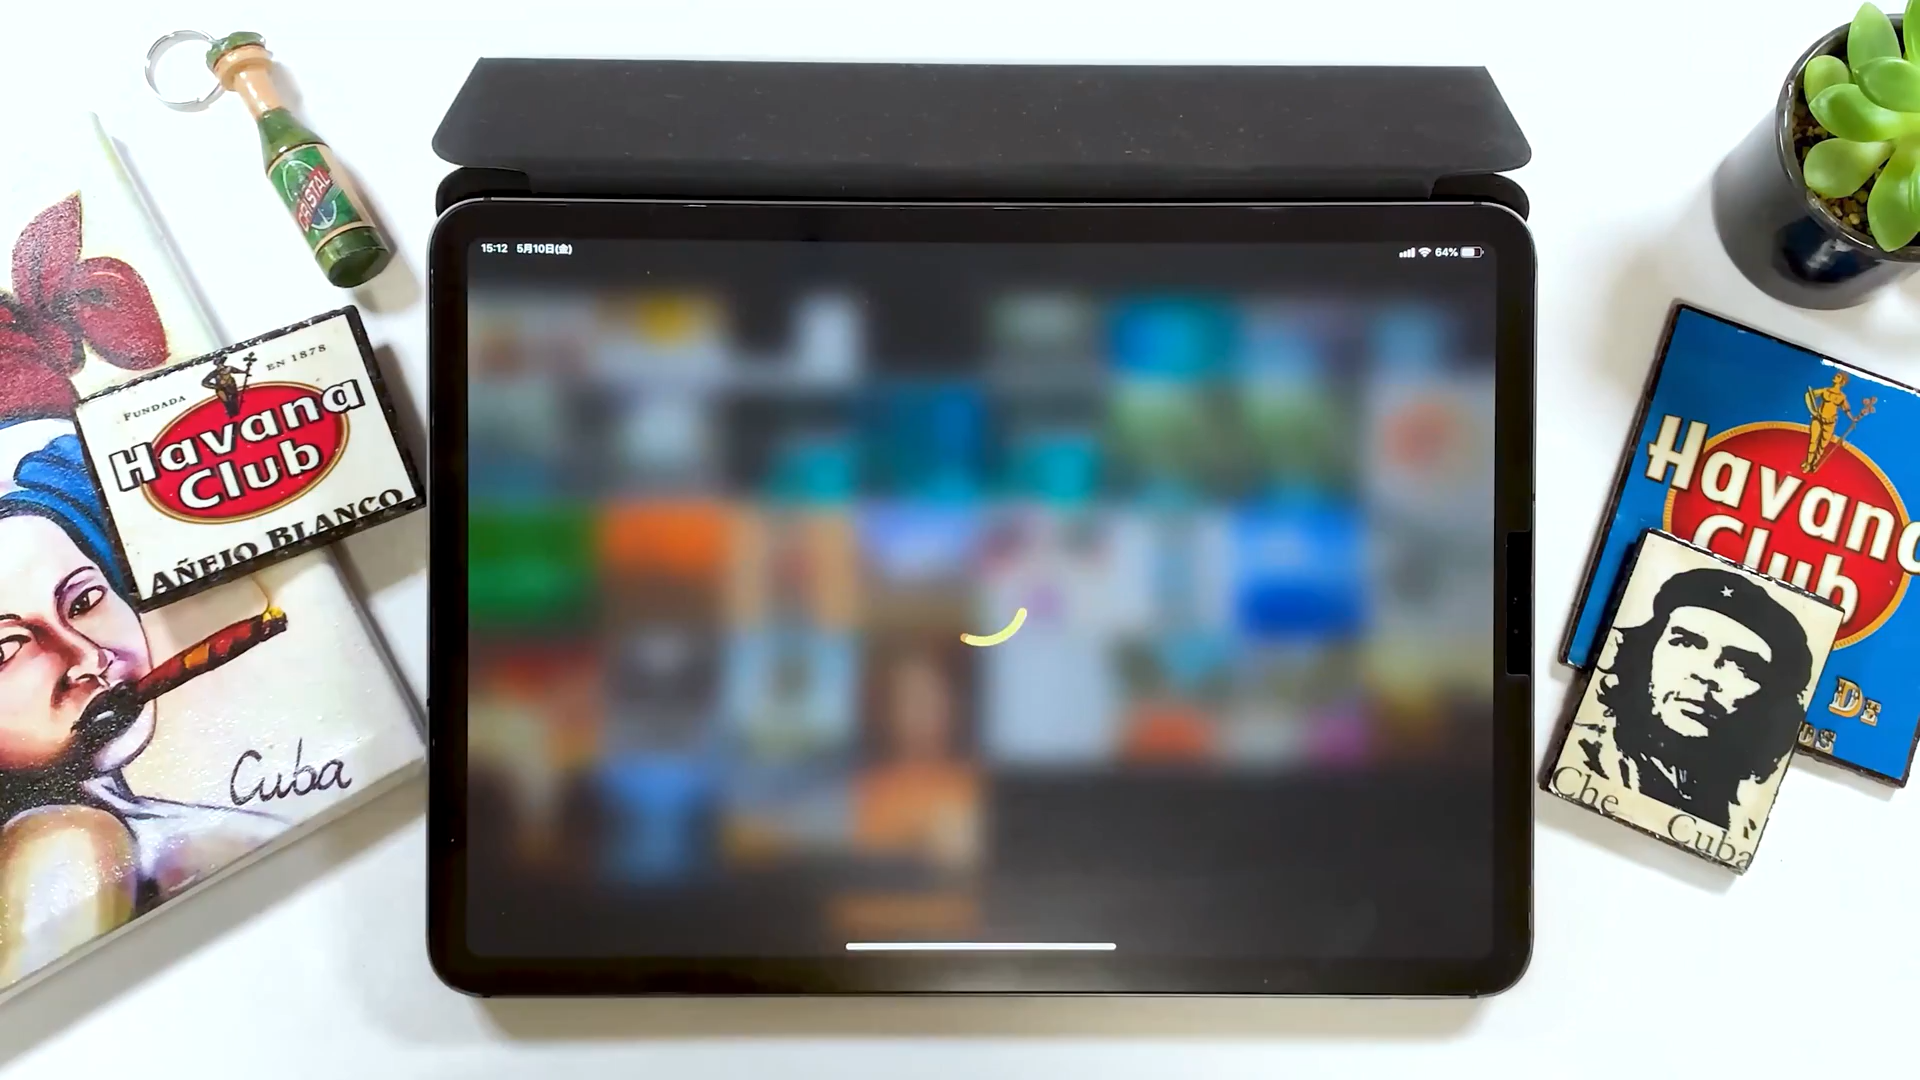 CRISTAL
FUNDADA
EN 1878
Havana
Club
AÑEJO BLANCO
Cuba
15:12 5月10日(金)
64%
Havana
Club
DE
Che
Cuba